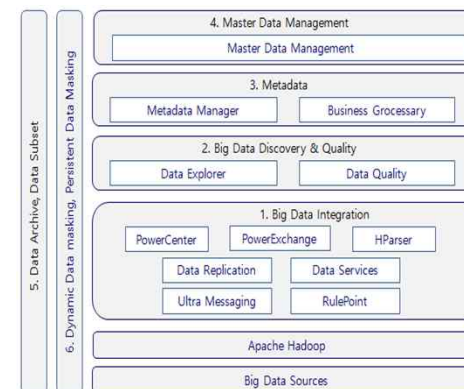 5. Data Archive, Data Subset
6. Dynamic Data masking, Persistent Data Masking
4. Master Data Management
Master Data Management
3. Metadata
Metadata Manager
Business Grocessary
2. Big Data Discovery & Quality
Data Explorer
Data Quality
1. Big Data Integration
PowerCenter
PowerExchange
HParser
Data Replication
Data Services
Ultra Messaging
RulePoint
Apache Hadoop
Big Data Sources